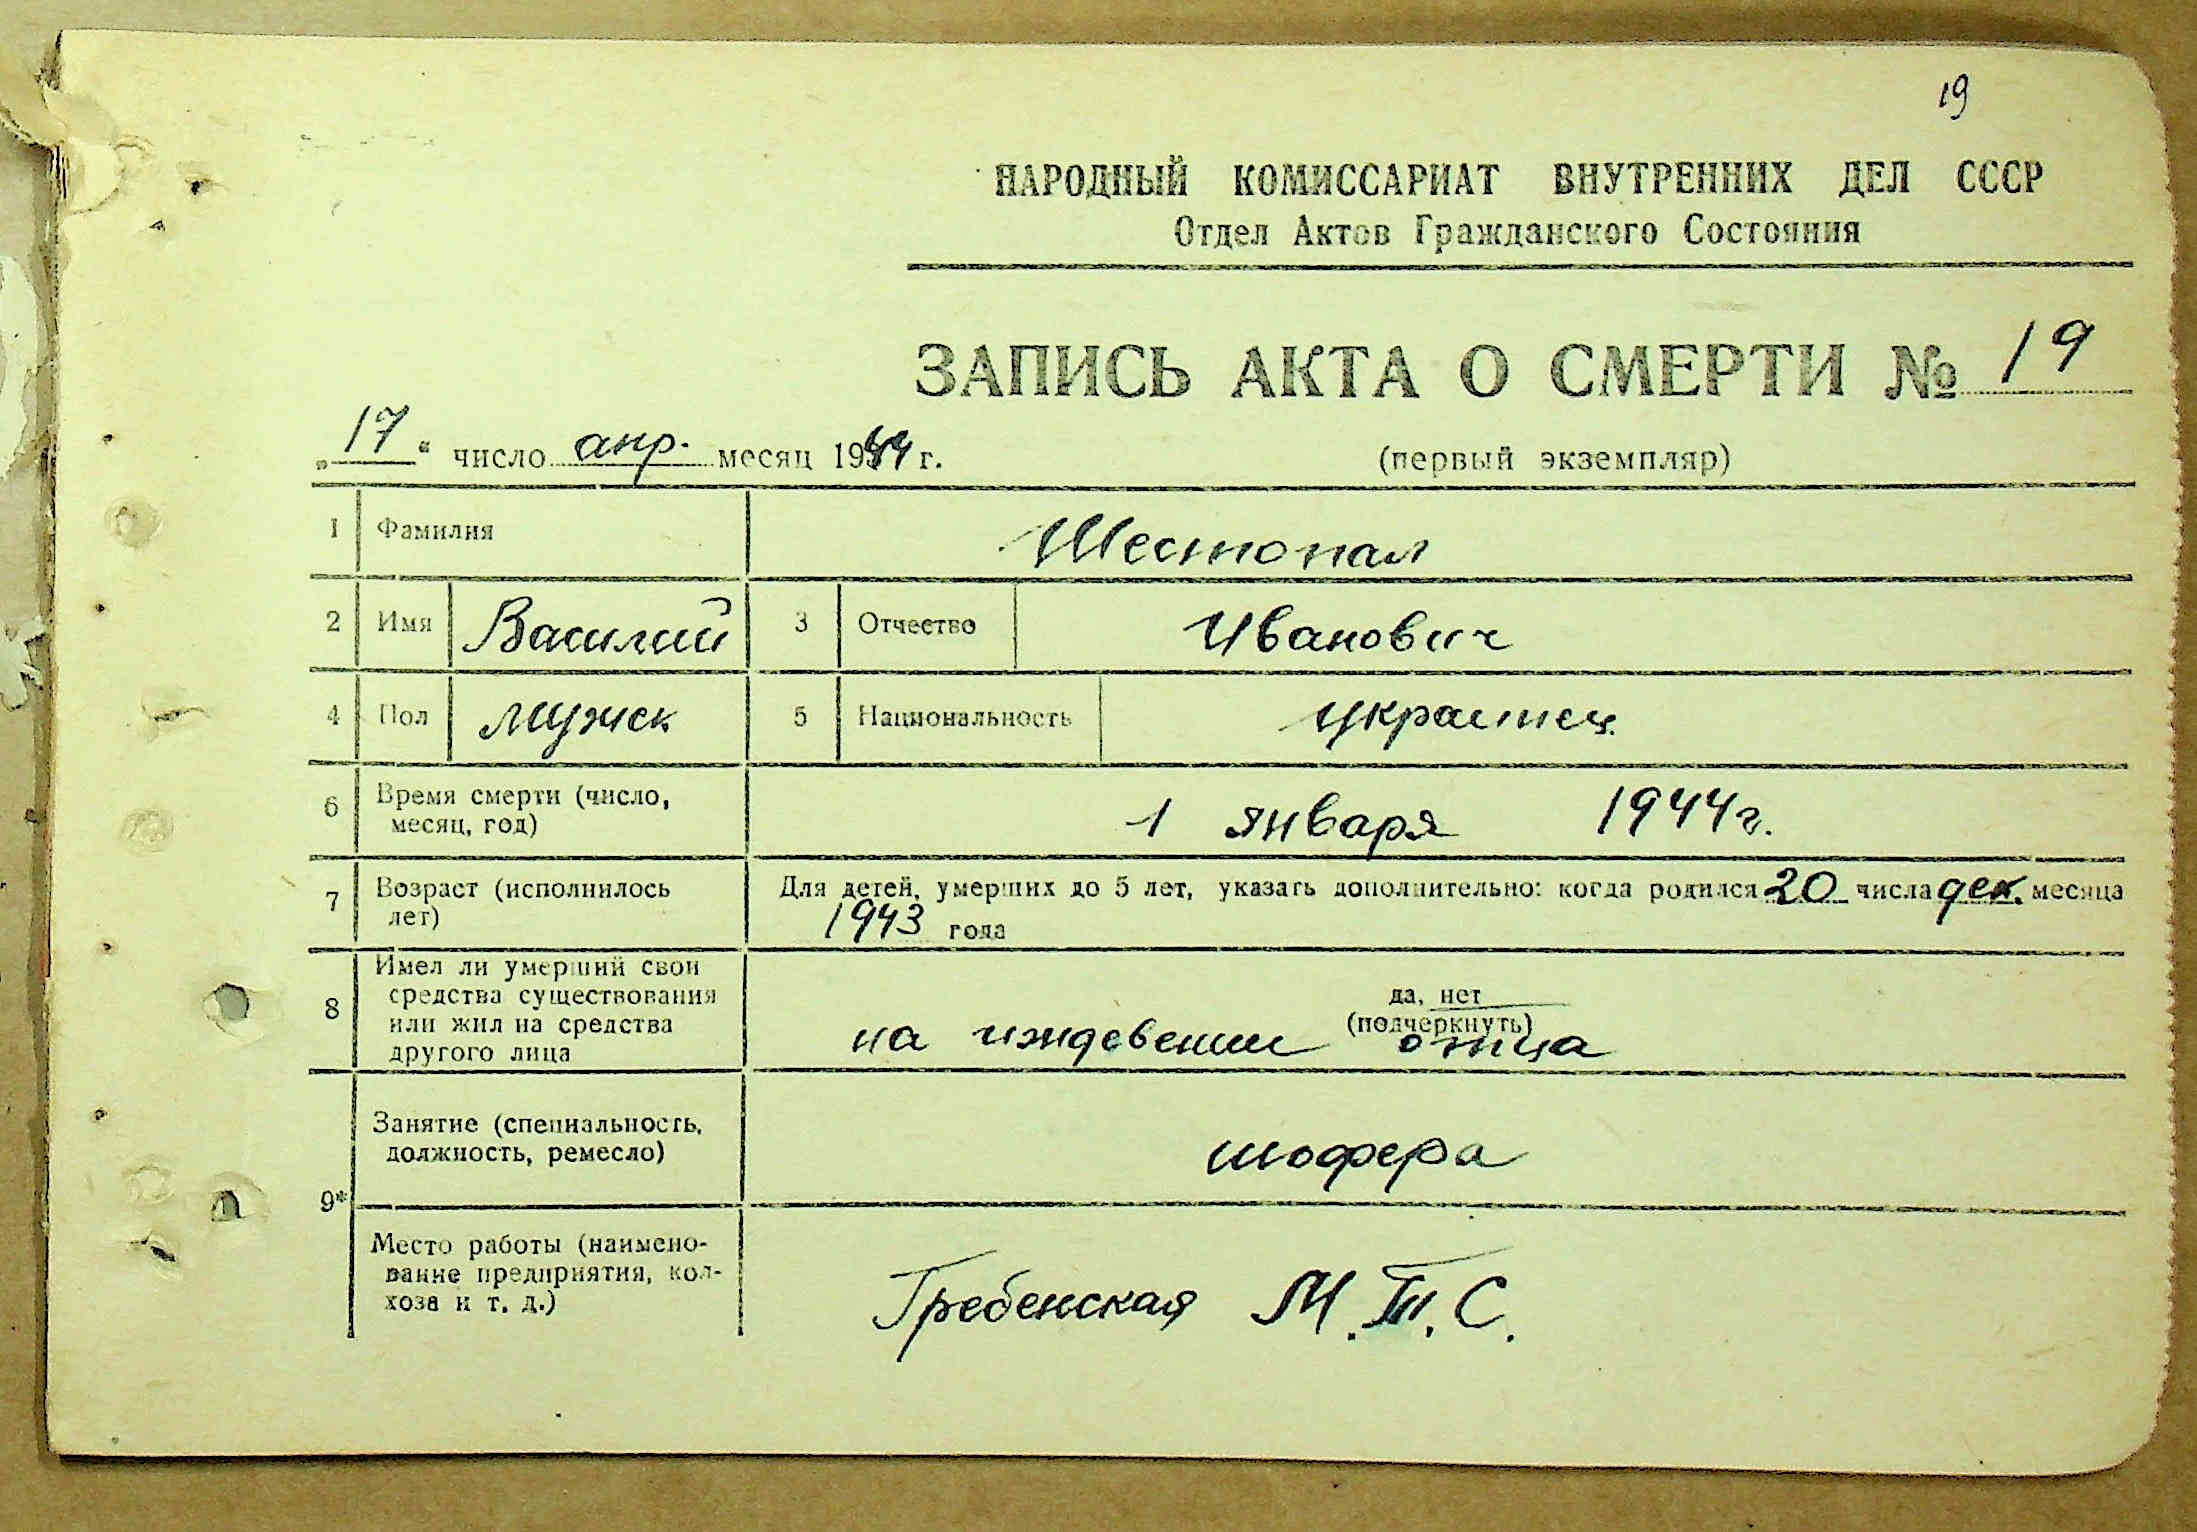 19
НАРОДНЫЙ КОМИССАРИАТ ВНУТРЕННИХ ДЕЛ СССР
Отдел Актов Гражданского Состояния
ЗАПИСЬ АКТА О СМЕРТИ № 19
„17“ число апр. месяц 1944 г. (первый экземпляр)
1 Фамилия Шестопал
2 Имя Василий 3 Отчество Иванович
4 Пол мужск 5 Национальность украинец.
6 Время смерти (число, месяц, год) 1 января 1944 г.
7 Возраст (исполнилось лет) Для детей, умерших до 5 лет, указать дополнительно: когда родился 20 числа дек. месяца
1943 года
8 Имел ли умерший свои средства существования или жил на средства другого лица
да, нет
(подчеркнуть)
на иждевении отца
9* Занятие (специальность, должность, ремесло) шофера
Место работы (наименование предприятия, колхоза и т. д.) Гребенская М.Т.С.